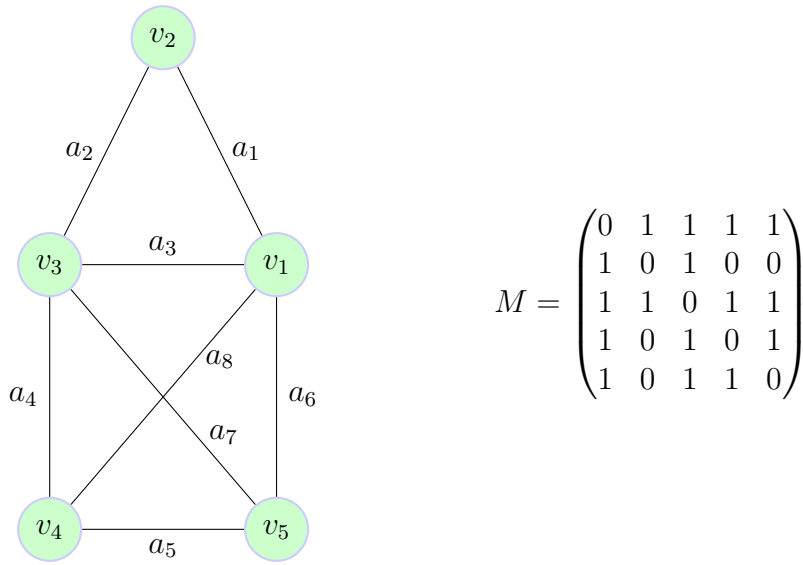 v₂
a₂ a₁
v₃ a₃ v₁
a₈
a₄ a₆
a₇
v₄ a₅ v₅
M =
0 1 1 1 1
1 0 1 0 0
1 1 0 1 1
1 0 1 0 1
1 0 1 1 0